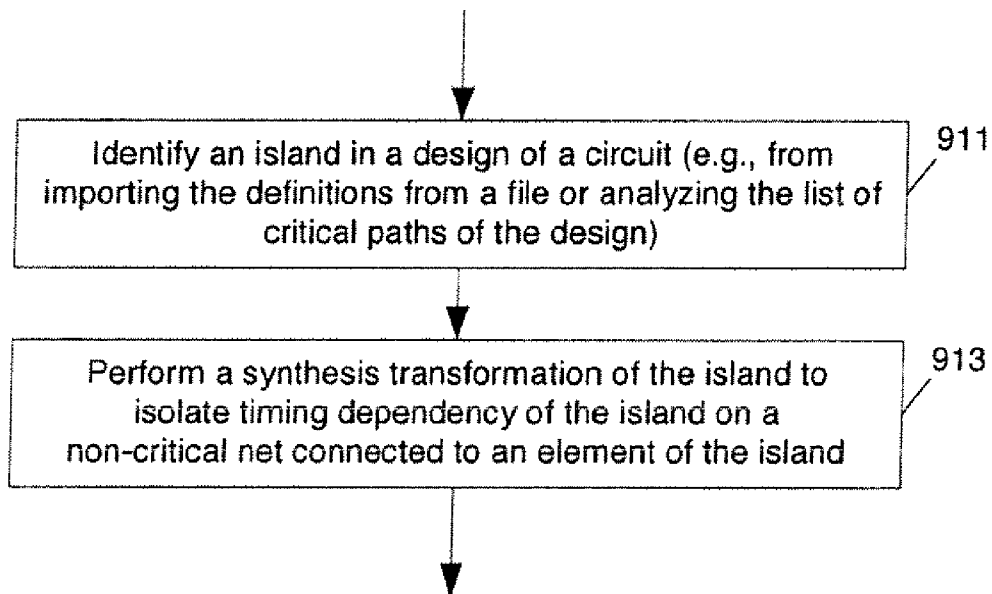 Identify an island in a design of a circuit (e.g., from
importing the definitions from a file or analyzing the list of
critical paths of the design)
911
Perform a synthesis transformation of the island to
isolate timing dependency of the island on a
non-critical net connected to an element of the island
913